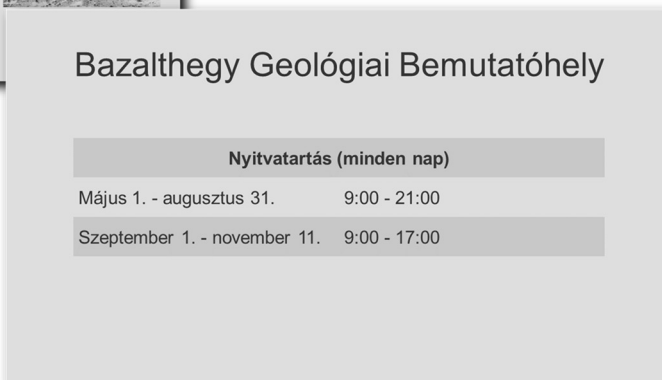 Bazalthegy Geológiai Bemutatóhely
Nyitvatartás (minden nap)
Május 1. - augusztus 31. 9:00 - 21:00
Szeptember 1. - november 11. 9:00 - 17:00